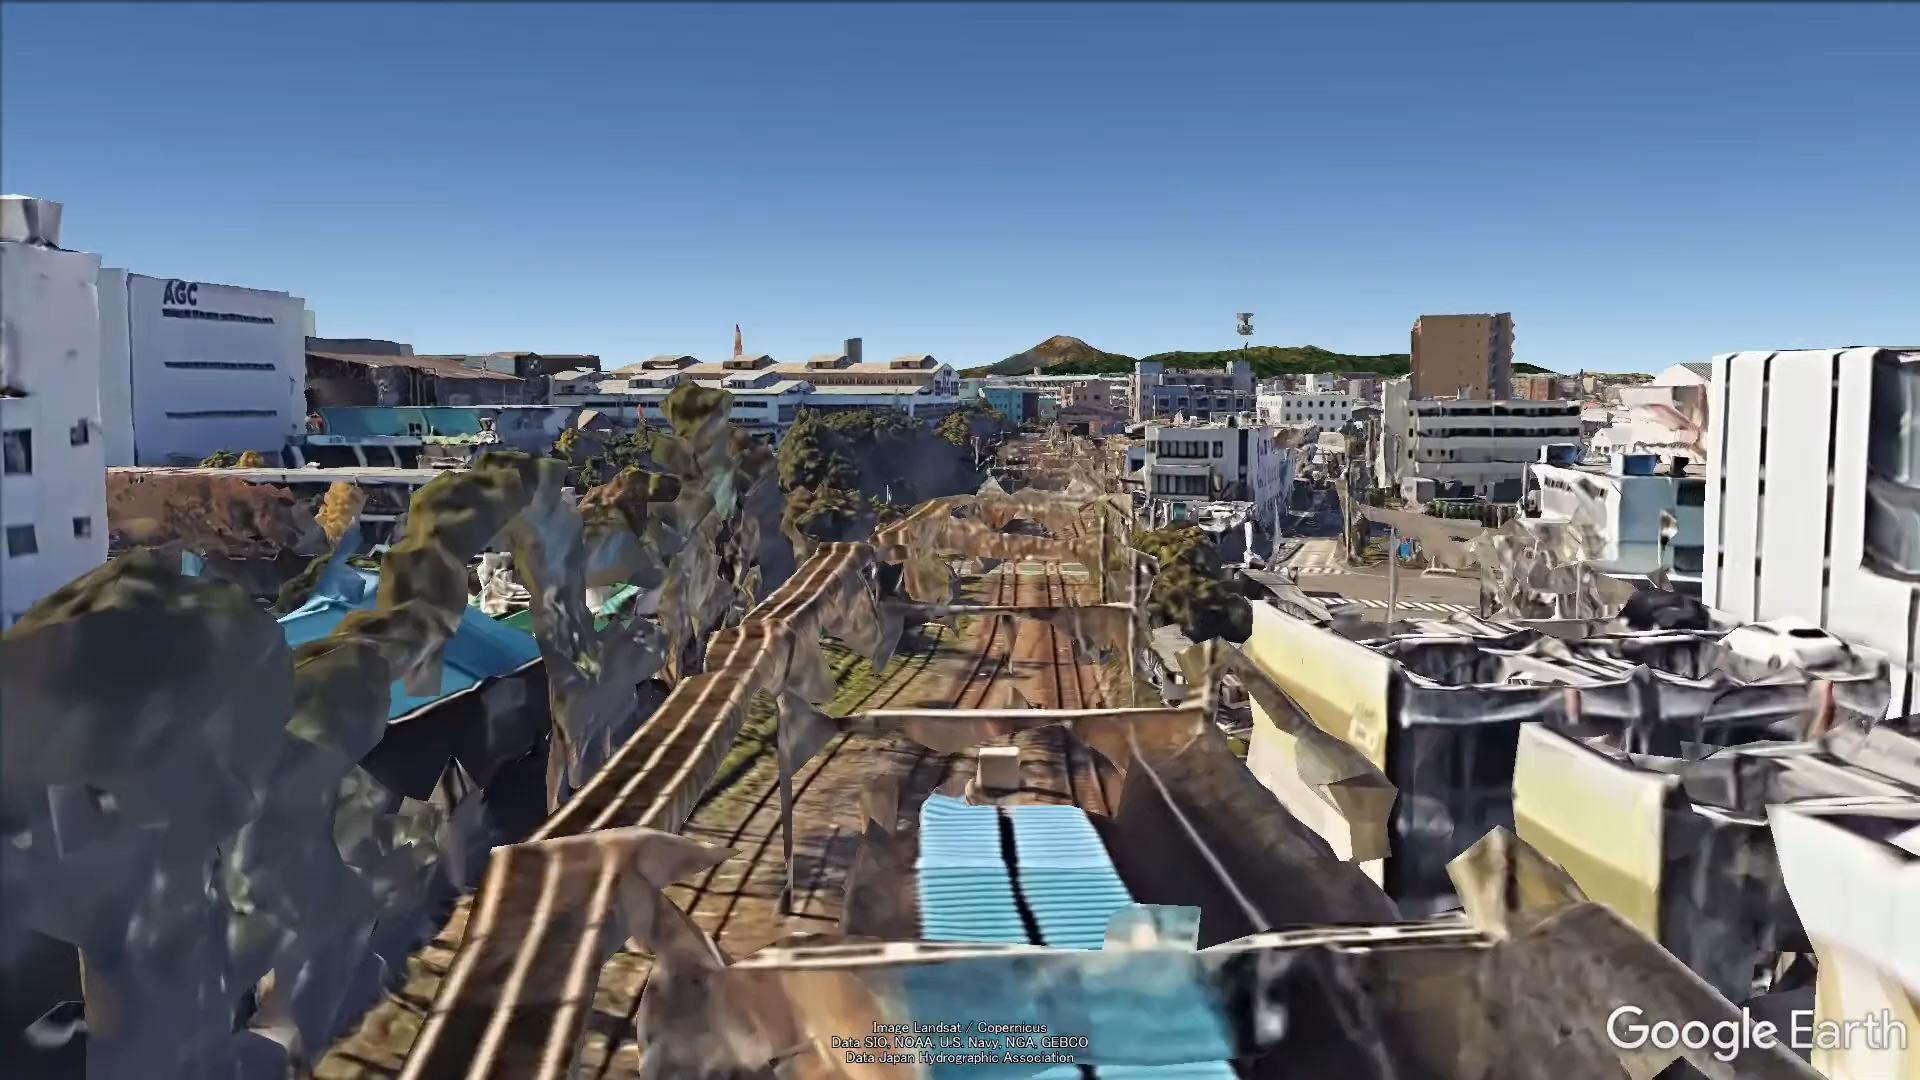 AGC
Image Landsat / Copernicus
Data SIO, NOAA, U.S. Navy, NGA, GEBCO
Data Japan Hydrographic Association
Google Earth